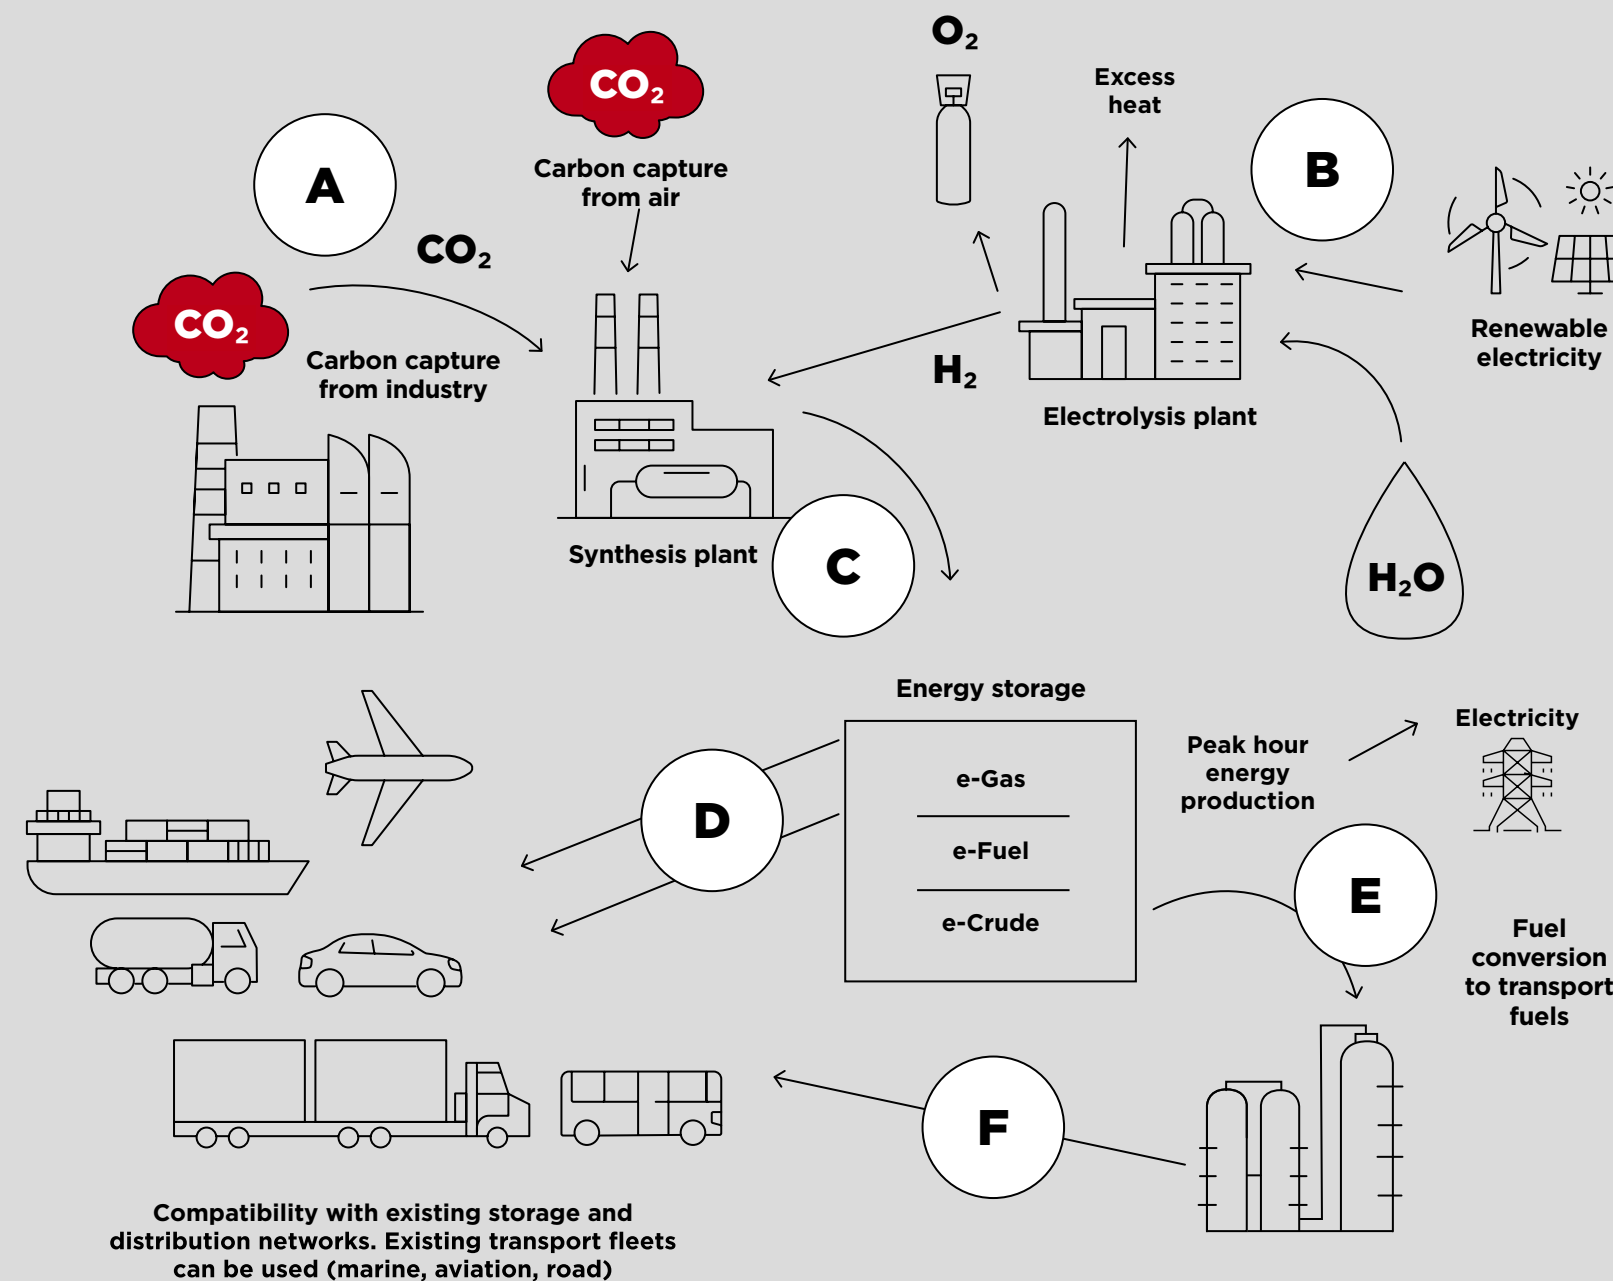 O₂
CO₂
Excess
heat
A
Carbon capture
from air
B
CO₂
CO₂
Carbon capture
from industry
H₂
Renewable
electricity
Electrolysis plant
Synthesis plant
C
H₂O
Energy storage
Electricity
Peak hour
energy
production
e-Gas
e-Fuel
e-Crude
D
E
Fuel
conversion
to transport
fuels
F
Compatibility with existing storage and
distribution networks. Existing transport fleets
can be used (marine, aviation, road)